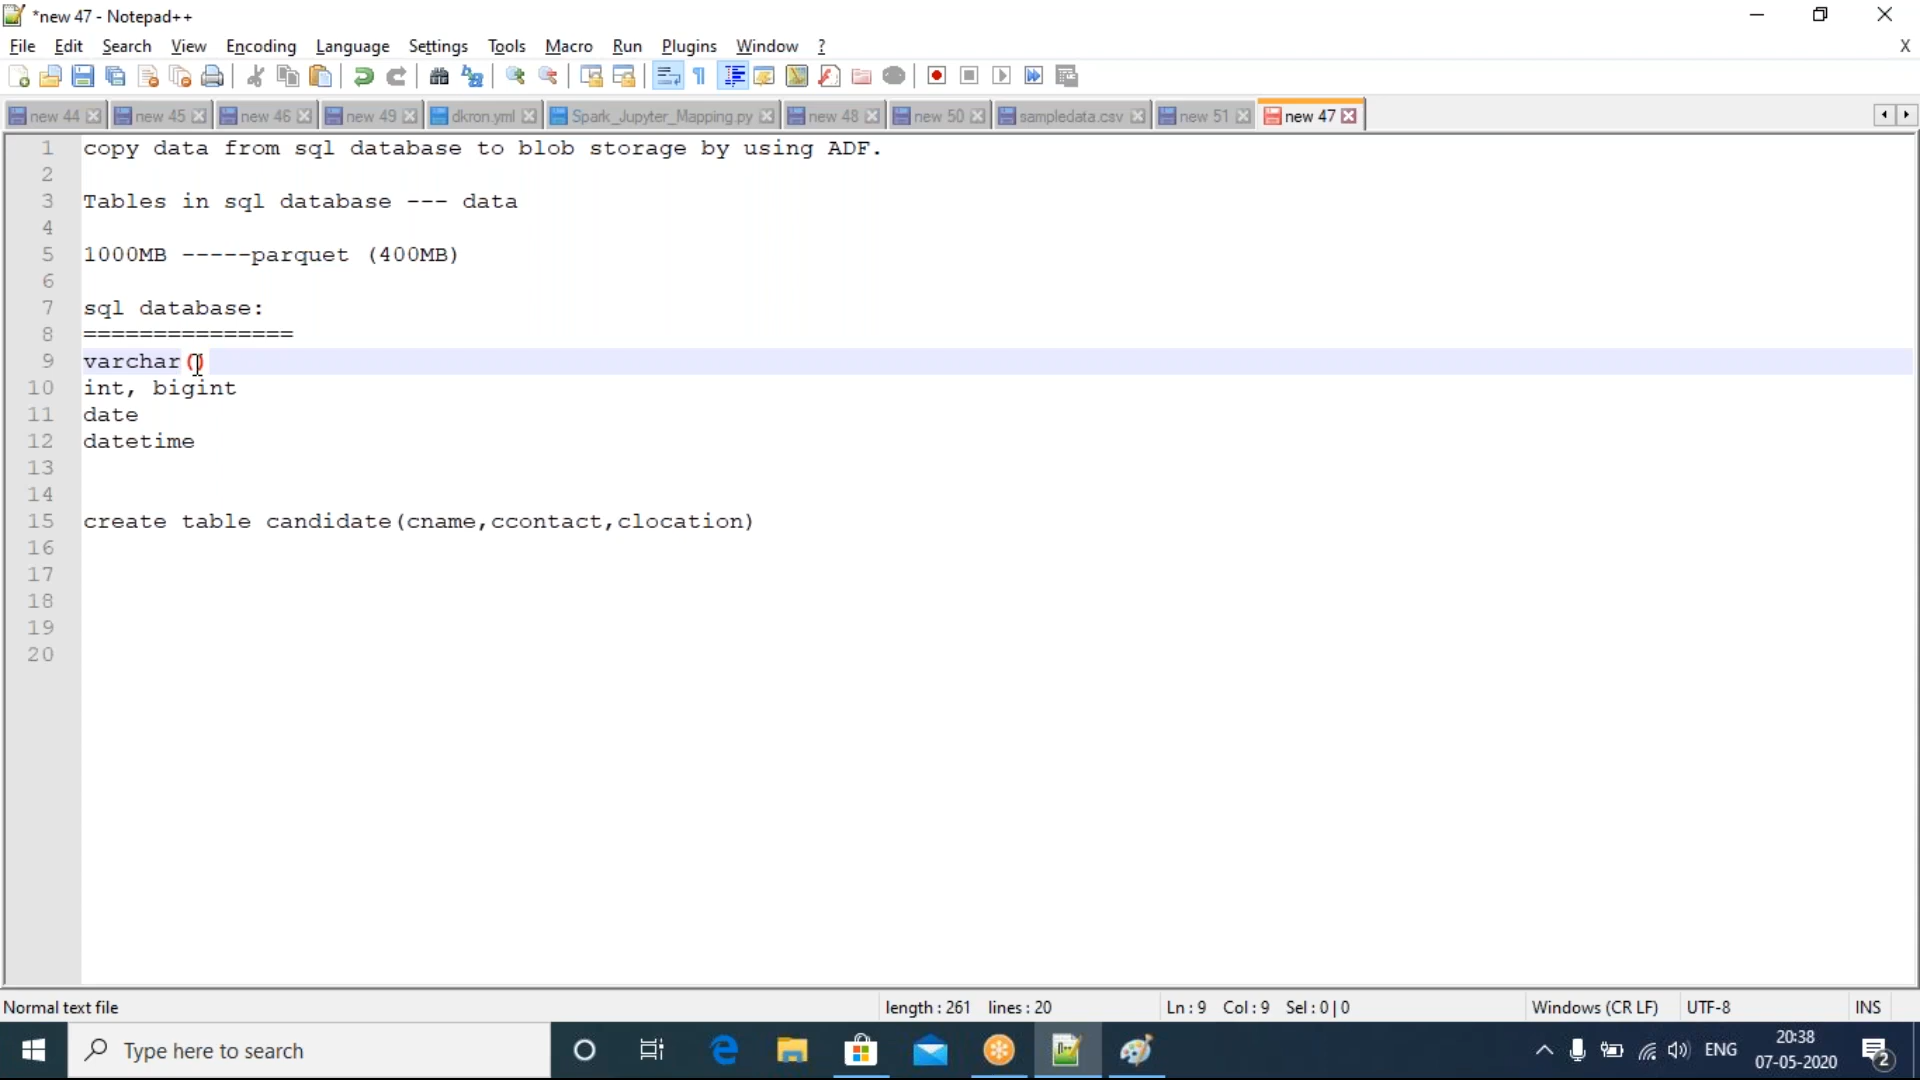 *new 47 - Notepad++
File Edit Search View Encoding Language Settings Tools Macro Run Plugins Window ? X
new 44 new 45 new 46 new 49 dkron.yml Spark_Jupyter_Mapping.py new 48 new 50 sampledata.csv new 51 new 47
1 copy data from sql database to blob storage by using ADF.
2
3 Tables in sql database --- data
4
5 1000MB -----parquet (400MB)
6
7 sql database:
8 ===============
9 varchar()
10 int, bigint
11 date
12 datetime
13
14
15 create table candidate(cname,ccontact,clocation)
16
17
18
19
20
Normal text file length : 261 lines : 20 Ln : 9 Col : 9 Sel : 0 | 0 Windows (CR LF) UTF-8 INS
Type here to search ENG 20:38
07-05-2020 2